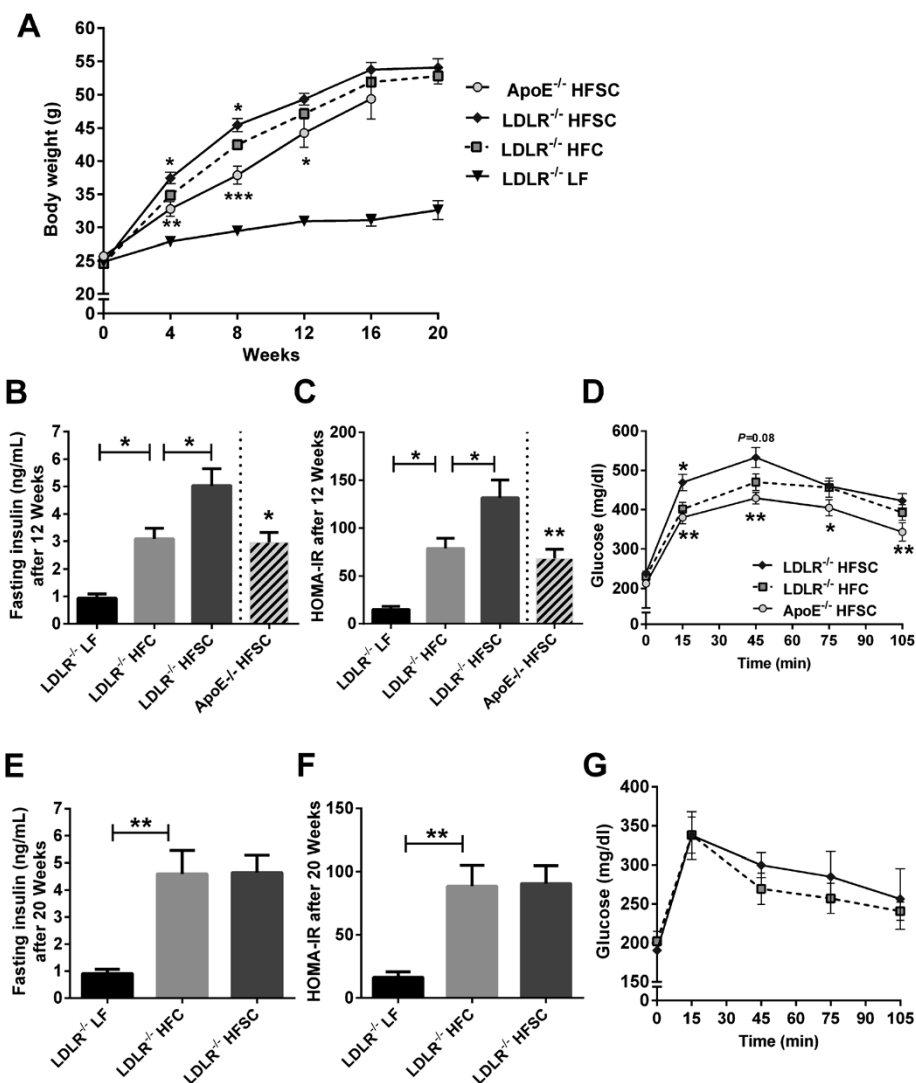 A
60
55
50
45
40
35
30
25
20
0
Body weight (g)
*
*
**
***
*
0 4 8 12 16 20
Weeks
ApoE-/- HFSC
LDLR-/- HFSC
LDLR-/- HFC
LDLR-/- LF
B
Fasting insulin (ng/mL)
after 12 Weeks
7
6
5
4
3
2
1
0
* *
*
LDLR-/- LF
LDLR-/- HFC
LDLR-/- HFSC
ApoE-/- HFSC
C
HOMA-IR after 12 Weeks
200
150
100
50
0
* *
**
LDLR-/- LF
LDLR-/- HFC
LDLR-/- HFSC
ApoE-/- HFSC
D
Glucose (mg/dl)
600
500
400
300
200
0
P=0.08
*
** ** * **
LDLR-/- HFSC
LDLR-/- HFC
ApoE-/- HFSC
0 15 45 75 105
Time (min)
E
Fasting insulin (ng/mL)
after 20 Weeks
7
6
5
4
3
2
1
0
**
LDLR-/- LF
LDLR-/- HFC
LDLR-/- HFSC
F
HOMA-IR after 20 Weeks
150
100
50
0
**
LDLR-/- LF
LDLR-/- HFC
LDLR-/- HFSC
G
Glucose (mg/dl)
400
350
300
250
200
150
0
0 15 45 75 105
Time (min)